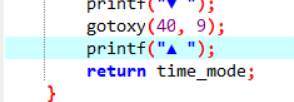 printf("▼ ");
gotoxy(40, 9);
printf("▲ ");
return time_mode;
}